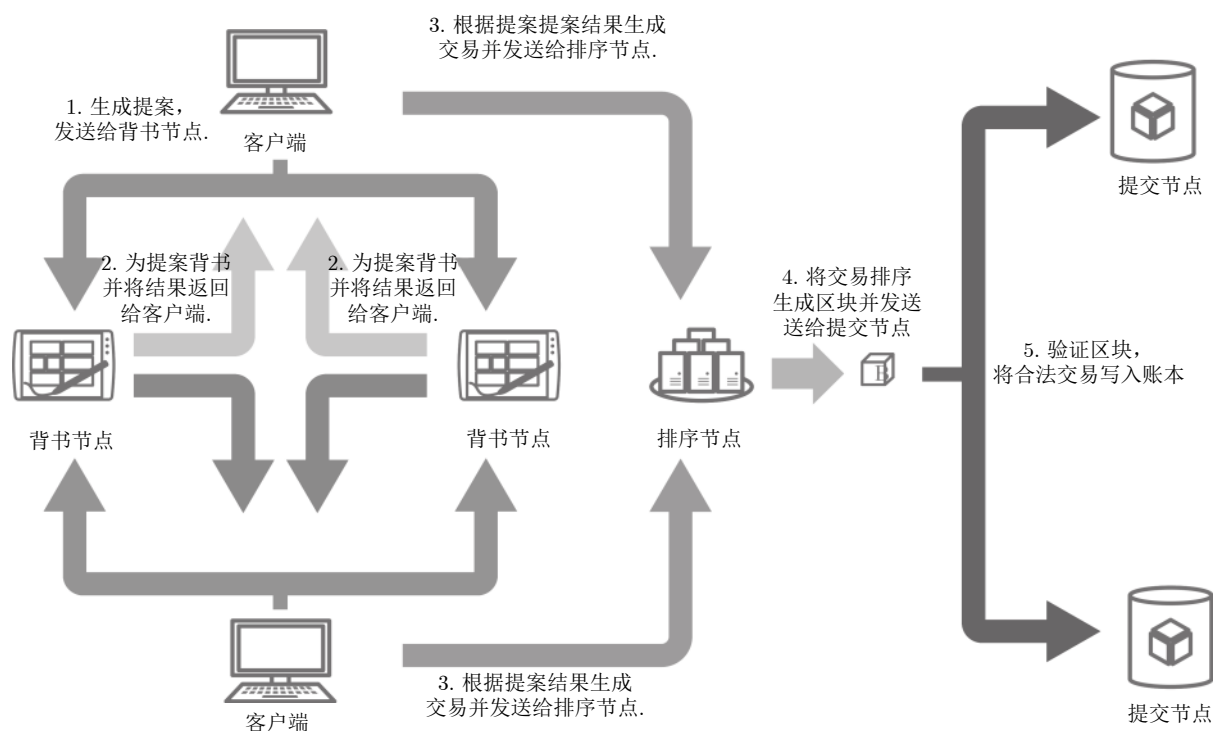 3. 根据提案提案结果生成
交易并发送给排序节点.
1. 生成提案，
发送给背书节点.
客户端
提交节点
2. 为提案背书
并将结果返回
给客户端.
2. 为提案背书
并将结果返回
给客户端.
4. 将交易排序
生成区块并发送
送给提交节点
5. 验证区块，
将合法交易写入账本
B
背书节点
背书节点
排序节点
3. 根据提案结果生成
交易并发送给排序节点.
客户端
提交节点